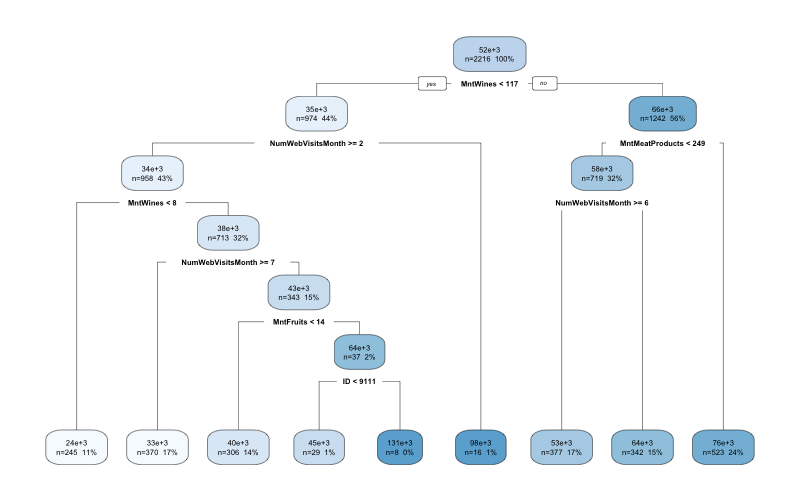 52e+3
n=2216 100%
yes
MntWines < 117
no
35e+3
n=974 44%
66e+3
n=1242 56%
NumWebVisitsMonth >= 2
MntMeatProducts < 249
34e+3
n=958 43%
58e+3
n=719 32%
MntWines < 8
NumWebVisitsMonth >= 6
38e+3
n=713 32%
NumWebVisitsMonth >= 7
43e+3
n=343 15%
MntFruits < 14
64e+3
n=37 2%
ID < 9111
24e+3
n=245 11%
33e+3
n=370 17%
40e+3
n=306 14%
45e+3
n=29 1%
131e+3
n=8 0%
98e+3
n=16 1%
53e+3
n=377 17%
64e+3
n=342 15%
76e+3
n=523 24%